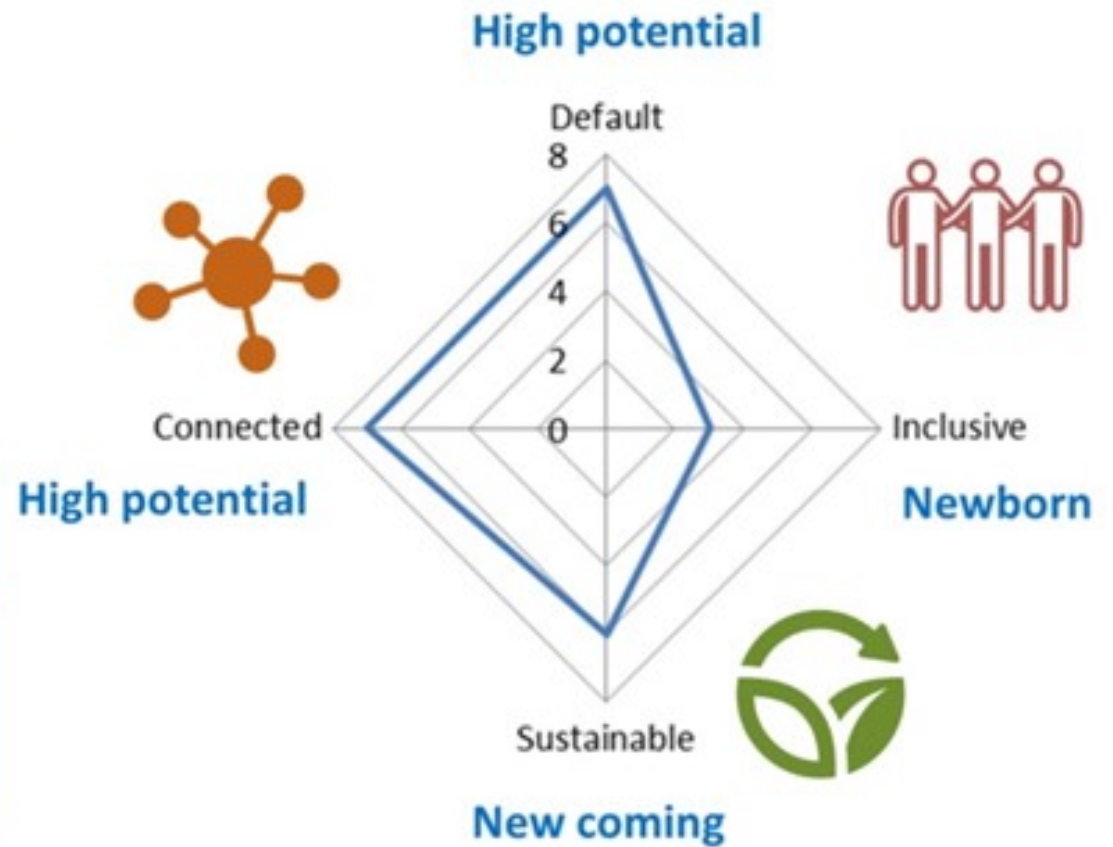 High potential
Default
8
6
4
2
0
Connected
Inclusive
High potential
Newborn
Sustainable
New coming